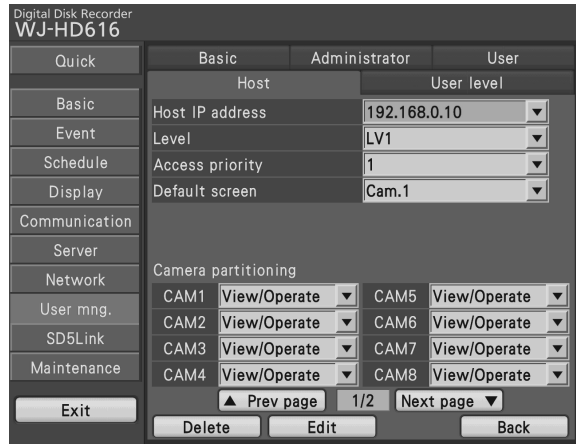 Digital Disk Recorder
WJ-HD616
Quick
Basic
Event
Schedule
Display
Communication
Server
Network
User mng.
SD5Link
Maintenance
Exit
Basic Administrator User
Host User level
Host IP address 192.168.0.10 ▼
Level LV1 ▼
Access priority 1 ▼
Default screen Cam.1 ▼
Camera partitioning
CAM1 View/Operate ▼ CAM5 View/Operate ▼
CAM2 View/Operate ▼ CAM6 View/Operate ▼
CAM3 View/Operate ▼ CAM7 View/Operate ▼
CAM4 View/Operate ▼ CAM8 View/Operate ▼
▲ Prev page 1/2 Next page ▼
Delete Edit Back